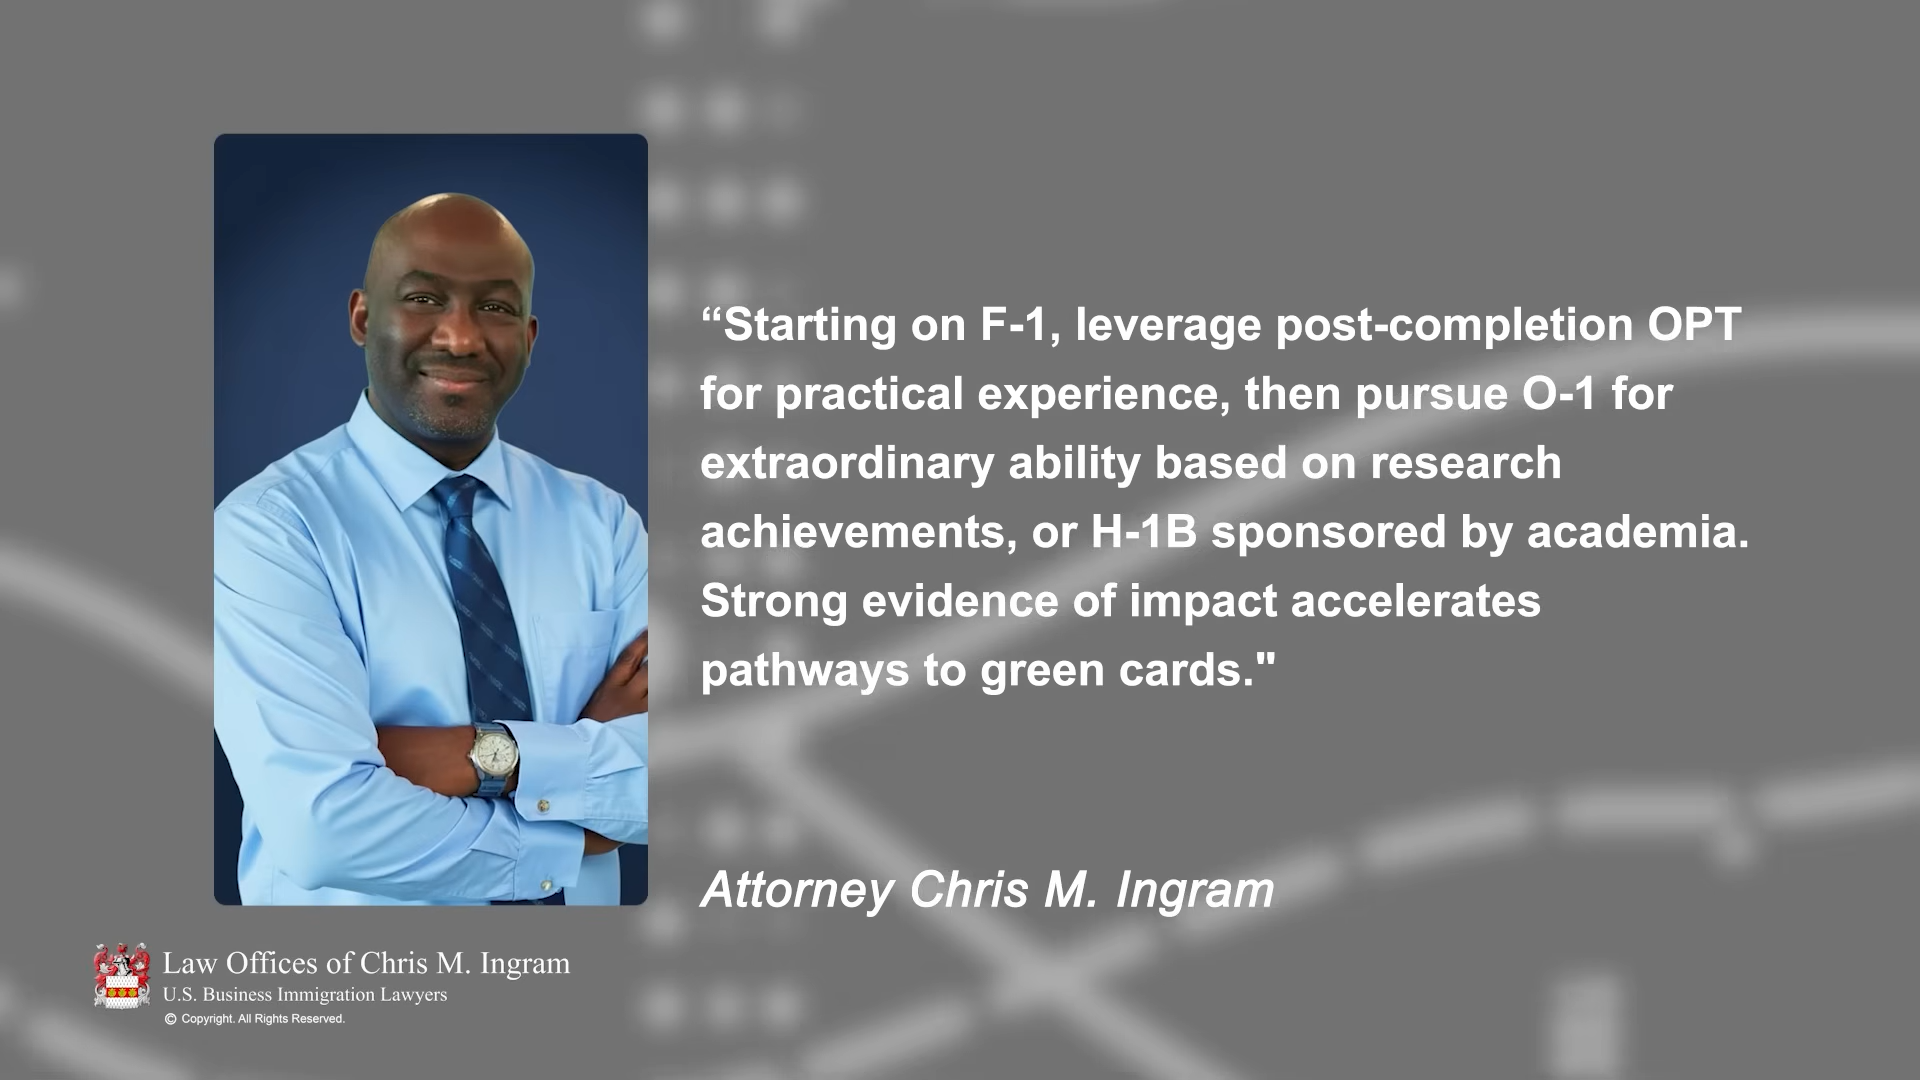 “Starting on F-1, leverage post-completion OPT
for practical experience, then pursue O-1 for
extraordinary ability based on research
achievements, or H-1B sponsored by academia.
Strong evidence of impact accelerates
pathways to green cards."
Attorney Chris M. Ingram
Law Offices of Chris M. Ingram
U.S. Business Immigration Lawyers
© Copyright. All Rights Reserved.